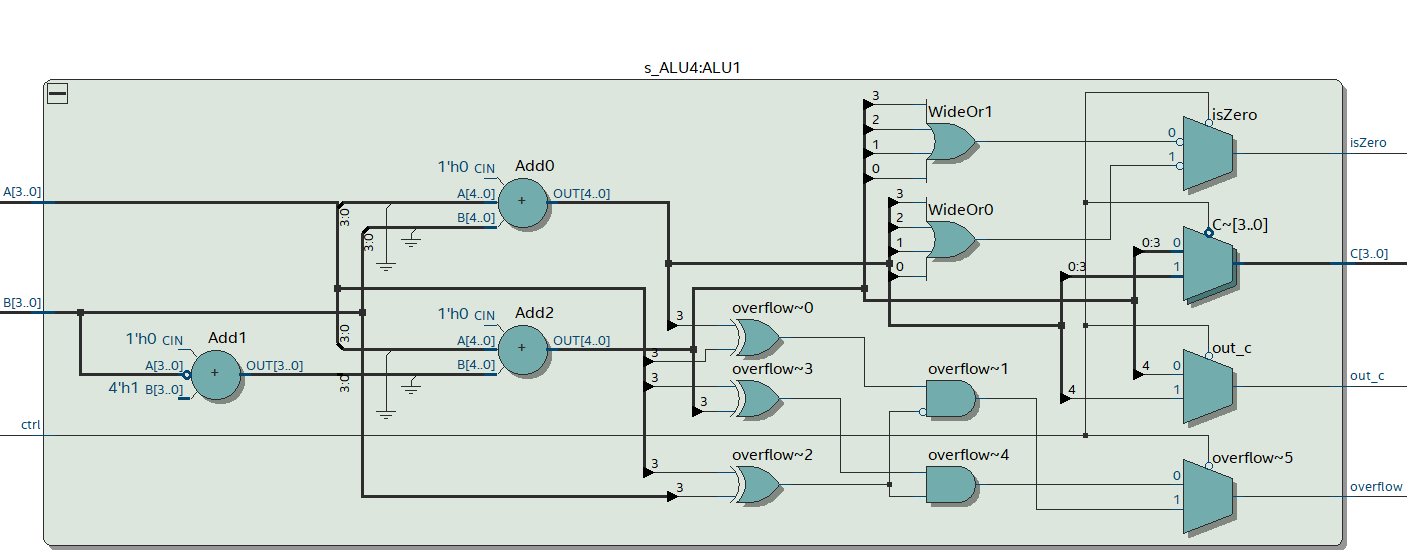 s_ALU4:ALU1
3
WideOr1
isZero
2
0
1
1
isZero
0
1'h0 CIN
Add0
A[3..0]
A[4..0]
OUT[4..0]
3
B[4..0]
3:0
WideOr0
2
C~[3..0]
3:0
1
0:3
0
C[3..0]
0
0:3
1
B[3..0]
1'h0 CIN
Add2
overflow~0
3
1'h0 CIN
Add1
3:0
A[4..0]
OUT[4..0]
out_c
3
A[3..0]
OUT[3..0]
B[4..0]
4
0
overflow~3
overflow~1
out_c
4'h1 B[3..0]
3:0
3
4
1
3
ctrl
overflow~2
overflow~4
overflow~5
3
0
3
1
overflow